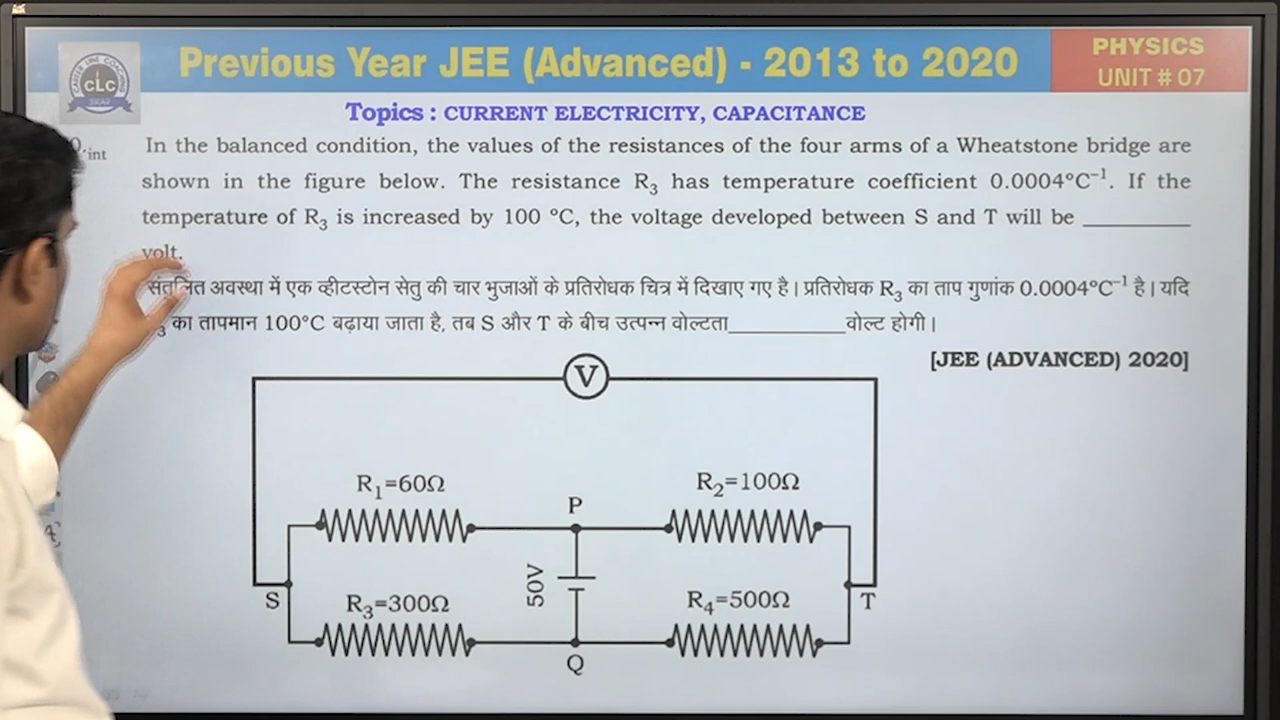 Previous Year JEE (Advanced) - 2013 to 2020
PHYSICS
UNIT # 07
cLc
Topics : CURRENT ELECTRICITY, CAPACITANCE
In the balanced condition, the values of the resistances of the four arms of a Wheatstone bridge are
shown in the figure below. The resistance R₃ has temperature coefficient 0.0004°C⁻¹. If the
temperature of R₃ is increased by 100 °C, the voltage developed between S and T will be ________
volt.
संतुलित अवस्था में एक व्हीटस्टोन सेतु की चार भुजाओं के प्रतिरोधक चित्र में दिखाए गए है। प्रतिरोधक R₃ का ताप गुणांक 0.0004°C⁻¹ है। यदि
₃ का तापमान 100°C बढ़ाया जाता है, तब S और T के बीच उत्पन्न वोल्टता________वोल्ट होगी।
[JEE (ADVANCED) 2020]
V
R₁=60Ω
R₂=100Ω
P
50V
S
R₃=300Ω
R₄=500Ω
T
Q